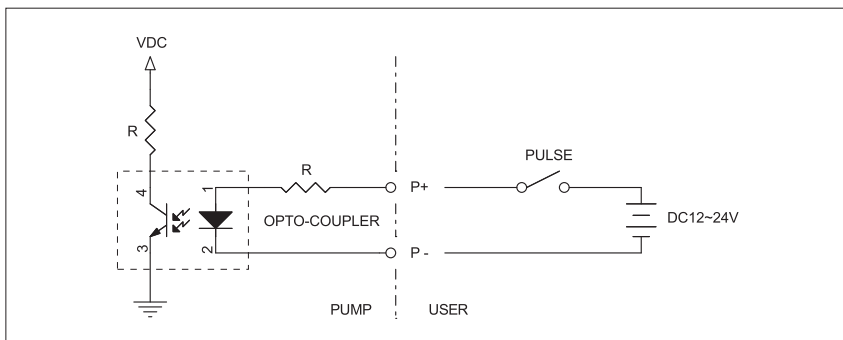 VDC
R
4
3
1
2
R
OPTO-COUPLER
P+
P -
PULSE
DC12~24V
PUMP
USER